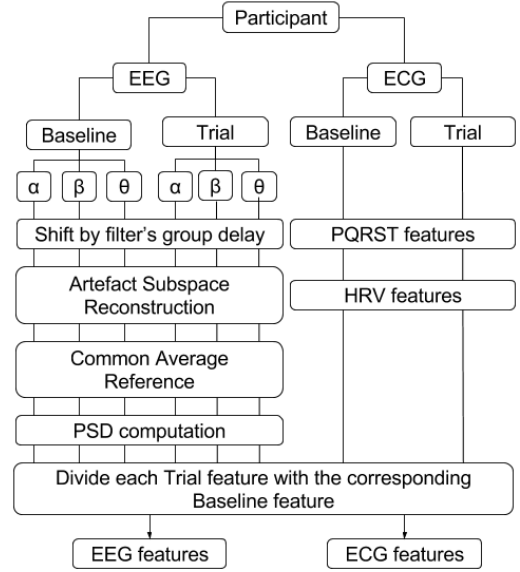 Participant
EEG
ECG
Baseline
Trial
Baseline
Trial
α
β
θ
α
β
θ
Shift by filter's group delay
PQRST features
Artefact Subspace
Reconstruction
HRV features
Common Average
Reference
PSD computation
Divide each Trial feature with the corresponding
Baseline feature
EEG features
ECG features